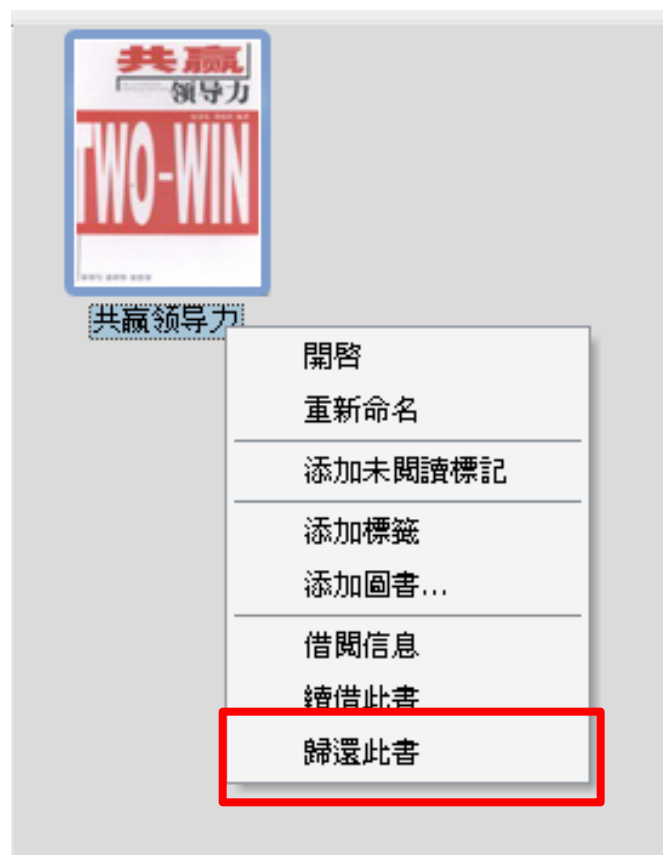 共赢
领导力
TWO-WIN
共赢领导力
開啓
重新命名
添加未閱讀標記
添加標籤
添加圖書...
借閱信息
續借此書
歸還此書